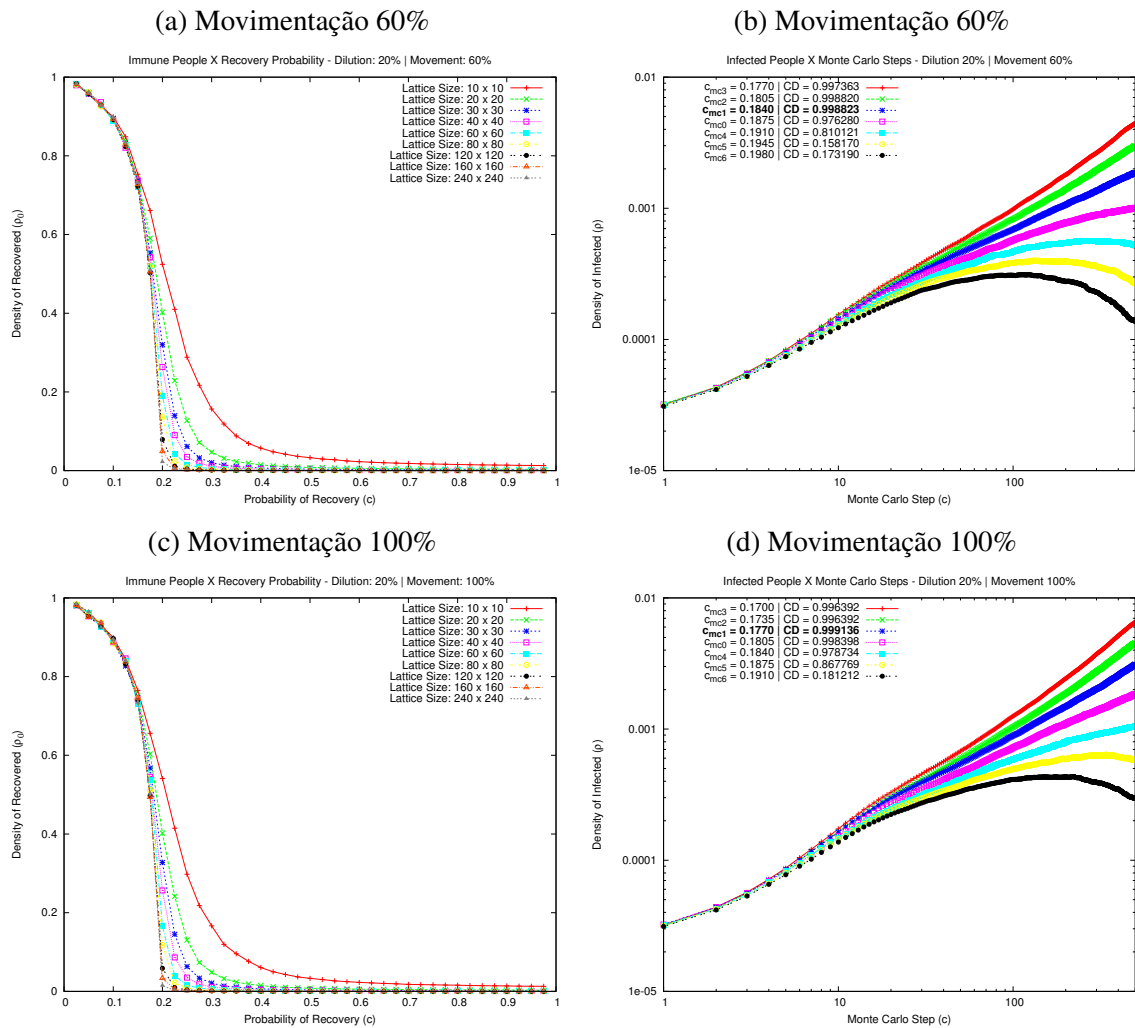 (a) Movimentação 60%
Immune People X Recovery Probability - Dilution: 20% | Movement: 60%
Density of Recovered (ρ0)
1
0.8
0.6
0.4
0.2
0
Lattice Size: 10 x 10
Lattice Size: 20 x 20
Lattice Size: 30 x 30
Lattice Size: 40 x 40
Lattice Size: 60 x 60
Lattice Size: 80 x 80
Lattice Size: 120 x 120
Lattice Size: 160 x 160
Lattice Size: 240 x 240
0 0.1 0.2 0.3 0.4 0.5 0.6 0.7 0.8 0.9 1
Probability of Recovery (c)
(b) Movimentação 60%
Infected People X Monte Carlo Steps - Dilution 20% | Movement 60%
Density of Infected (ρ)
0.01
0.001
0.0001
1e-05
cmc3 = 0.1770 | CD = 0.997363
cmc2 = 0.1805 | CD = 0.998820
cmc1 = 0.1840 | CD = 0.998823
cmc0 = 0.1875 | CD = 0.976280
cmc4 = 0.1910 | CD = 0.810121
cmc5 = 0.1945 | CD = 0.158170
cmc6 = 0.1980 | CD = 0.173190
1 10 100
Monte Carlo Step (c)
(c) Movimentação 100%
Immune People X Recovery Probability - Dilution: 20% | Movement: 100%
Density of Recovered (ρ0)
1
0.8
0.6
0.4
0.2
0
Lattice Size: 10 x 10
Lattice Size: 20 x 20
Lattice Size: 30 x 30
Lattice Size: 40 x 40
Lattice Size: 60 x 60
Lattice Size: 80 x 80
Lattice Size: 120 x 120
Lattice Size: 160 x 160
Lattice Size: 240 x 240
0 0.1 0.2 0.3 0.4 0.5 0.6 0.7 0.8 0.9 1
Probability of Recovery (c)
(d) Movimentação 100%
Infected People X Monte Carlo Steps - Dilution 20% | Movement 100%
Density of Infected (ρ)
0.01
0.001
0.0001
1e-05
cmc3 = 0.1700 | CD = 0.996392
cmc2 = 0.1735 | CD = 0.996392
cmc1 = 0.1770 | CD = 0.999136
cmc0 = 0.1805 | CD = 0.998398
cmc4 = 0.1840 | CD = 0.978734
cmc5 = 0.1875 | CD = 0.867769
cmc6 = 0.1910 | CD = 0.181212
1 10 100
Monte Carlo Step (c)